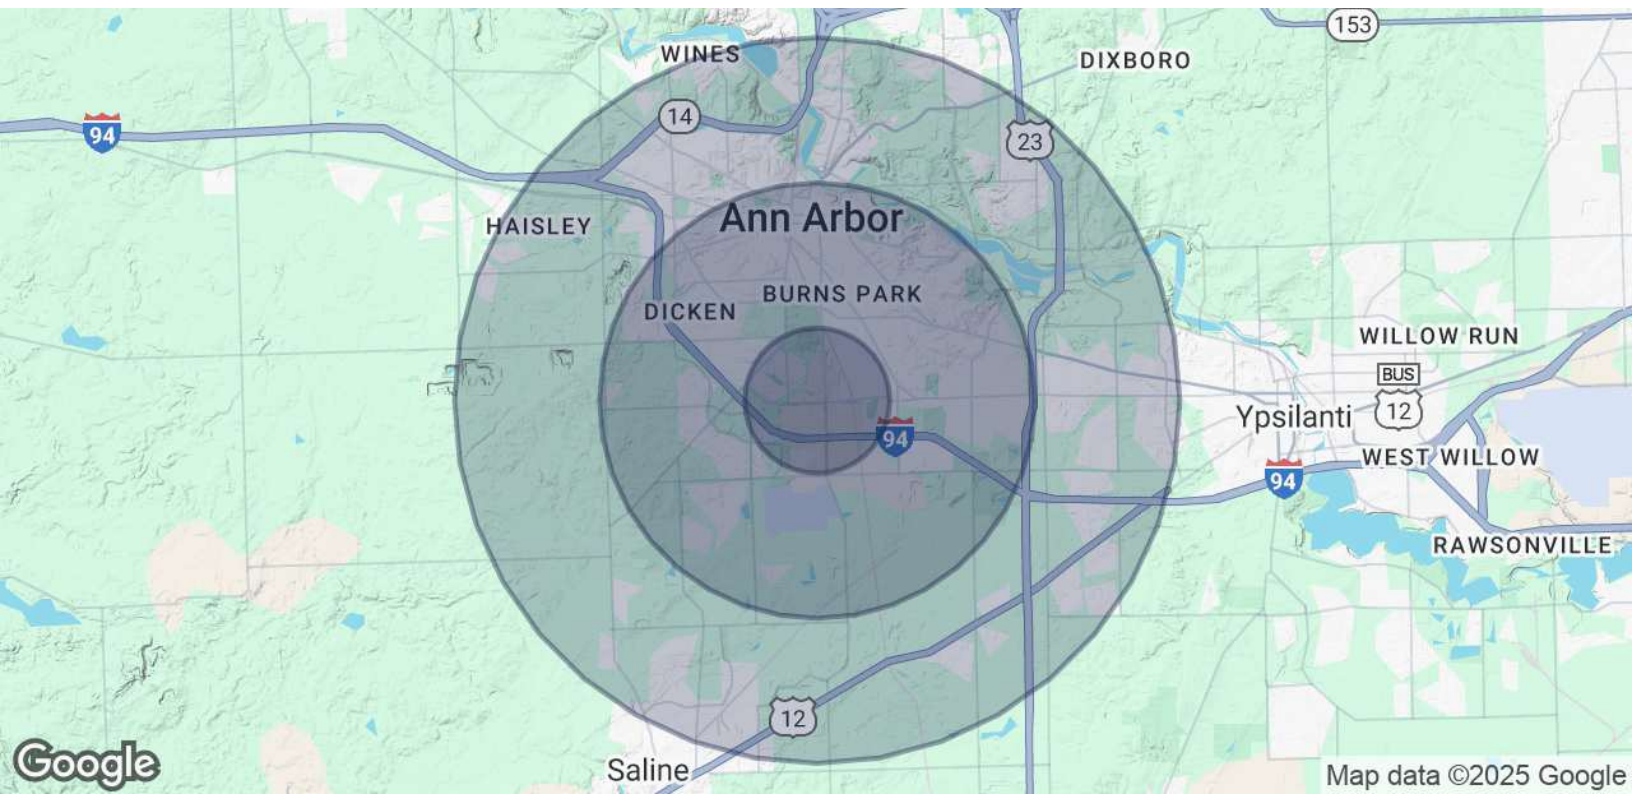 153
WINES
DIXBORO
14
94
23
Ann Arbor
HAISLEY
BURNS PARK
DICKEN
WILLOW RUN
BUS
12
Ypsilanti
94
WEST WILLOW
94
RAWSONVILLE
12
Saline
Google
Map data ©2025 Google